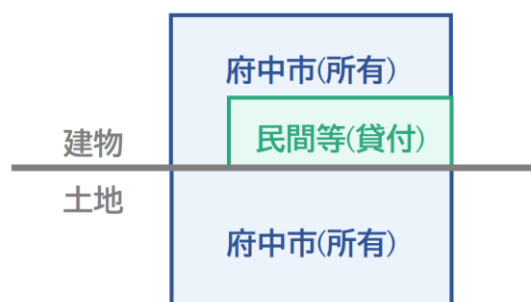 府中市(所有)
民間等(貸付)
建物
土地
府中市(所有)